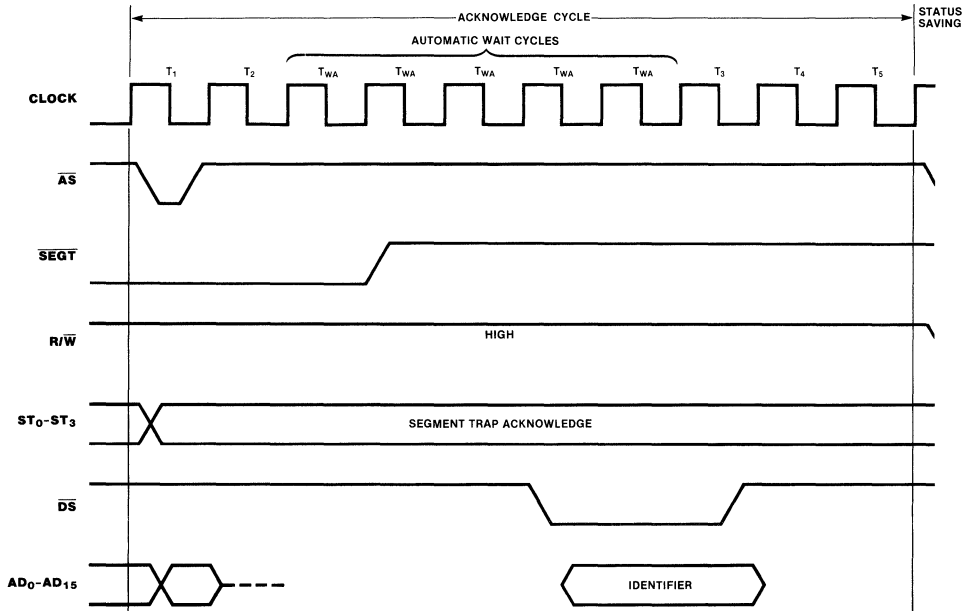 ACKNOWLEDGE CYCLE
STATUS
SAVING
AUTOMATIC WAIT CYCLES
T1 T2 TWA TWA TWA TWA TWA T3 T4 T5
CLOCK
AS
SEGT
R/W
HIGH
ST0-ST3
SEGMENT TRAP ACKNOWLEDGE
DS
AD0-AD15
IDENTIFIER